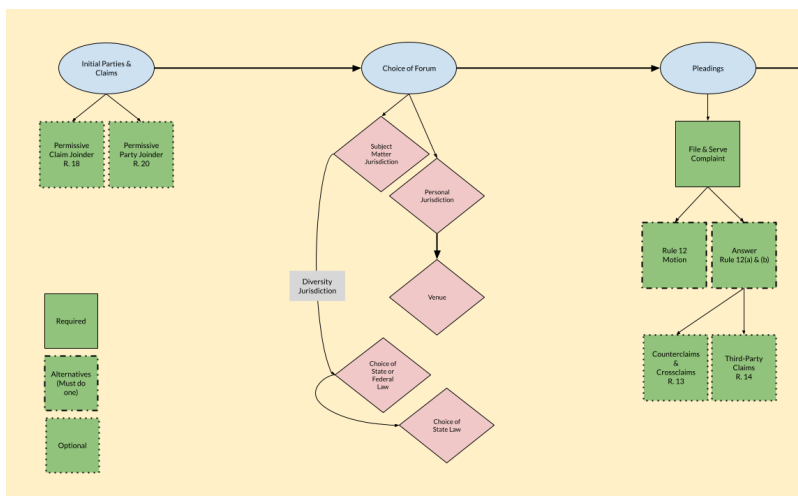 Initial Parties &
Claims
Choice of Forum
Pleadings
Permissive
Claim Joinder
R. 18
Permissive
Party Joinder
R. 20
Subject
Matter
Jurisdiction
Personal
Jurisdiction
File & Serve
Complaint
Rule 12
Motion
Answer
Rule 12(a) & (b)
Diversity
Jurisdiction
Venue
Required
Alternatives
(Must do
one)
Optional
Choice of
State or
Federal
Law
Choice of
State Law
Counterclaims
&
Crossclaims
R. 13
Third-Party
Claims
R. 14